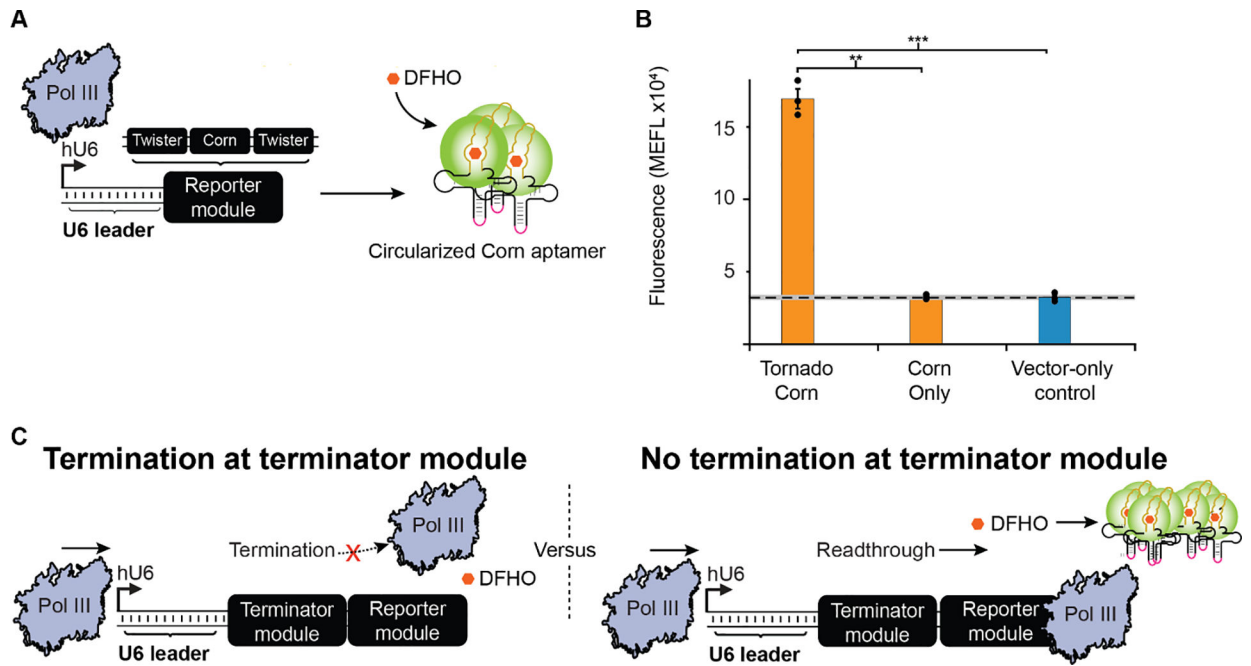 A
Pol III
hU6
Twister Corn Twister
Reporter
module
U6 leader
DFHO
Circularized Corn aptamer
B
Fluorescence (MEFL x10⁴)
15
10
5
***
**
Tornado
Corn
Corn
Only
Vector-only
control
C
Termination at terminator module
Pol III
hU6
Termination
X
Pol III
DFHO
Terminator
module
Reporter
module
U6 leader
Versus
No termination at terminator module
Pol III
hU6
Readthrough
DFHO
Terminator
module
Reporter
module
Pol III
U6 leader